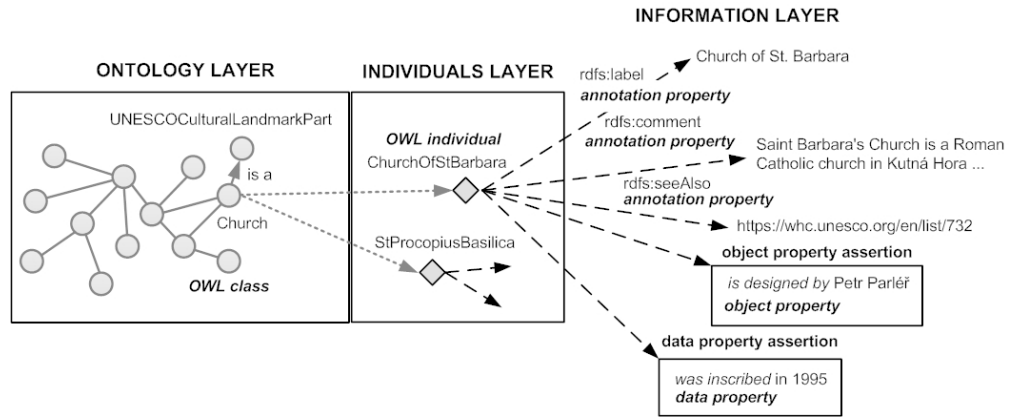 INFORMATION LAYER
ONTOLOGY LAYER
INDIVIDUALS LAYER
UNESCOCulturalLandmarkPart
is a
Church
OWL class
OWL individual
ChurchOfStBarbara
StProcopiusBasilica
rdfs:label
annotation property
Church of St. Barbara
rdfs:comment
annotation property
Saint Barbara's Church is a Roman
Catholic church in Kutná Hora ...
rdfs:seeAlso
annotation property
https://whc.unesco.org/en/list/732
object property assertion
is designed by Petr Parléř
object property
data property assertion
was inscribed in 1995
data property